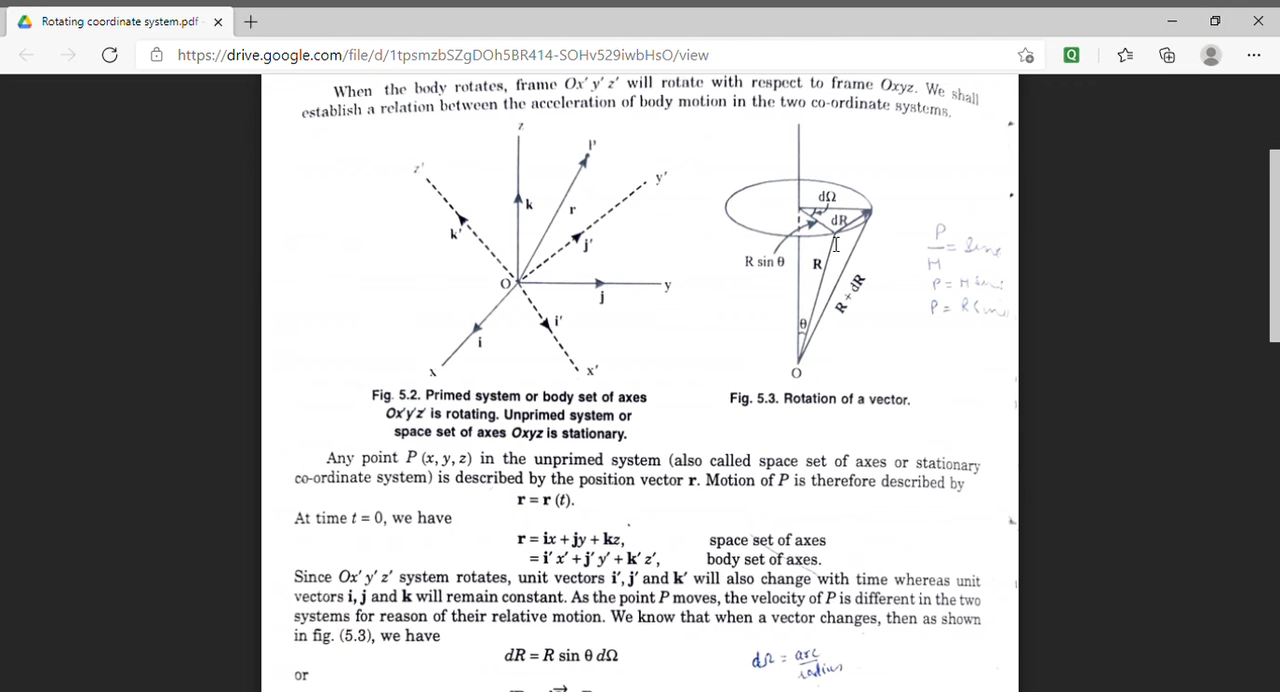 Rotating coordinate system.pdf
https://drive.google.com/file/d/1tpsmzbSZgDOh5BR414-SOHv529iwbHsO/view
When the body rotates, frame Ox′ y′ z′ will rotate with respect to frame Oxyz. We shall
establish a relation between the acceleration of body motion in the two co-ordinate systems.
z
P
z′
y′
k
r
k′
j′
O
y
j
i′
i
x
x′
dΩ
dR
R sin θ
R
R + dR
θ
O
P/H = Sine
P = H Sin
P = R Sin
Fig. 5.2. Primed system or body set of axes
Ox′y′z′ is rotating. Unprimed system or
space set of axes Oxyz is stationary.
Fig. 5.3. Rotation of a vector.
Any point P (x, y, z) in the unprimed system (also called space set of axes or stationary
co-ordinate system) is described by the position vector r. Motion of P is therefore described by
r = r (t).
At time t = 0, we have
r = ix + jy + kz, space set of axes
= i′ x′ + j′ y′ + k′ z′, body set of axes.
Since Ox′ y′ z′ system rotates, unit vectors i′, j′ and k′ will also change with time whereas unit
vectors i, j and k will remain constant. As the point P moves, the velocity of P is different in the two
systems for reason of their relative motion. We know that when a vector changes, then as shown
in fig. (5.3), we have
dR = R sin θ dΩ
dΩ = arc/radius
or